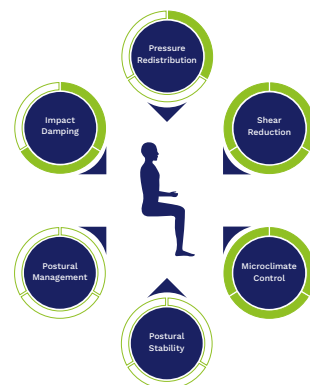 Pressure
Redistribution
Impact
Damping
Shear
Reduction
Postural
Management
Microclimate
Control
Postural
Stability